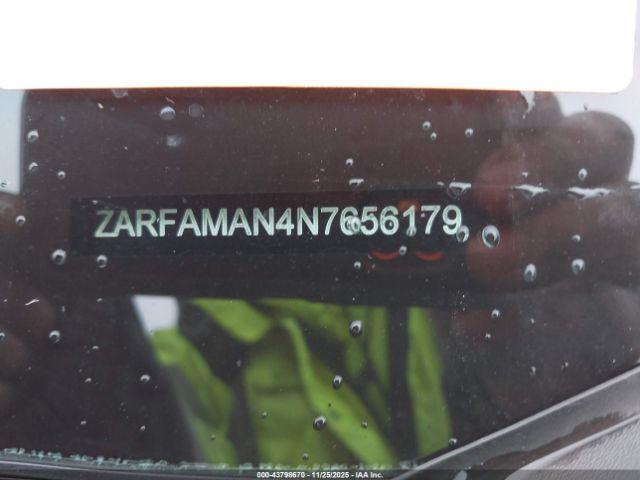 ZARFAMAN4N7656179
000-43798670 | 11/25/2025 | © IAA Inc.